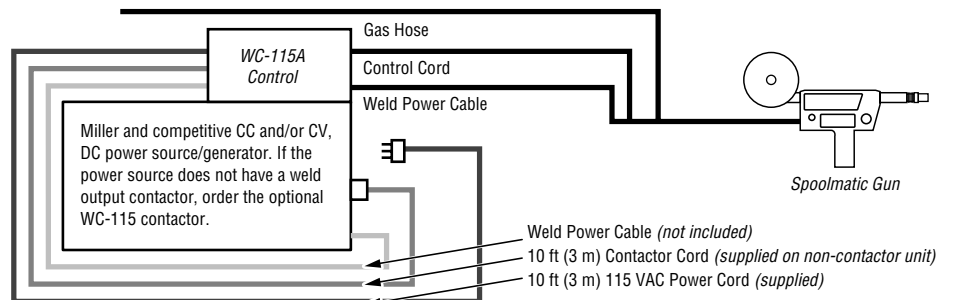 Gas Hose
WC-115A
Control
Control Cord
Weld Power Cable
Miller and competitive CC and/or CV,
DC power source/generator. If the
power source does not have a weld
output contactor, order the optional
WC-115 contactor.
Spoolmatic Gun
Weld Power Cable (not included)
10 ft (3 m) Contactor Cord (supplied on non-contactor unit)
10 ft (3 m) 115 VAC Power Cord (supplied)